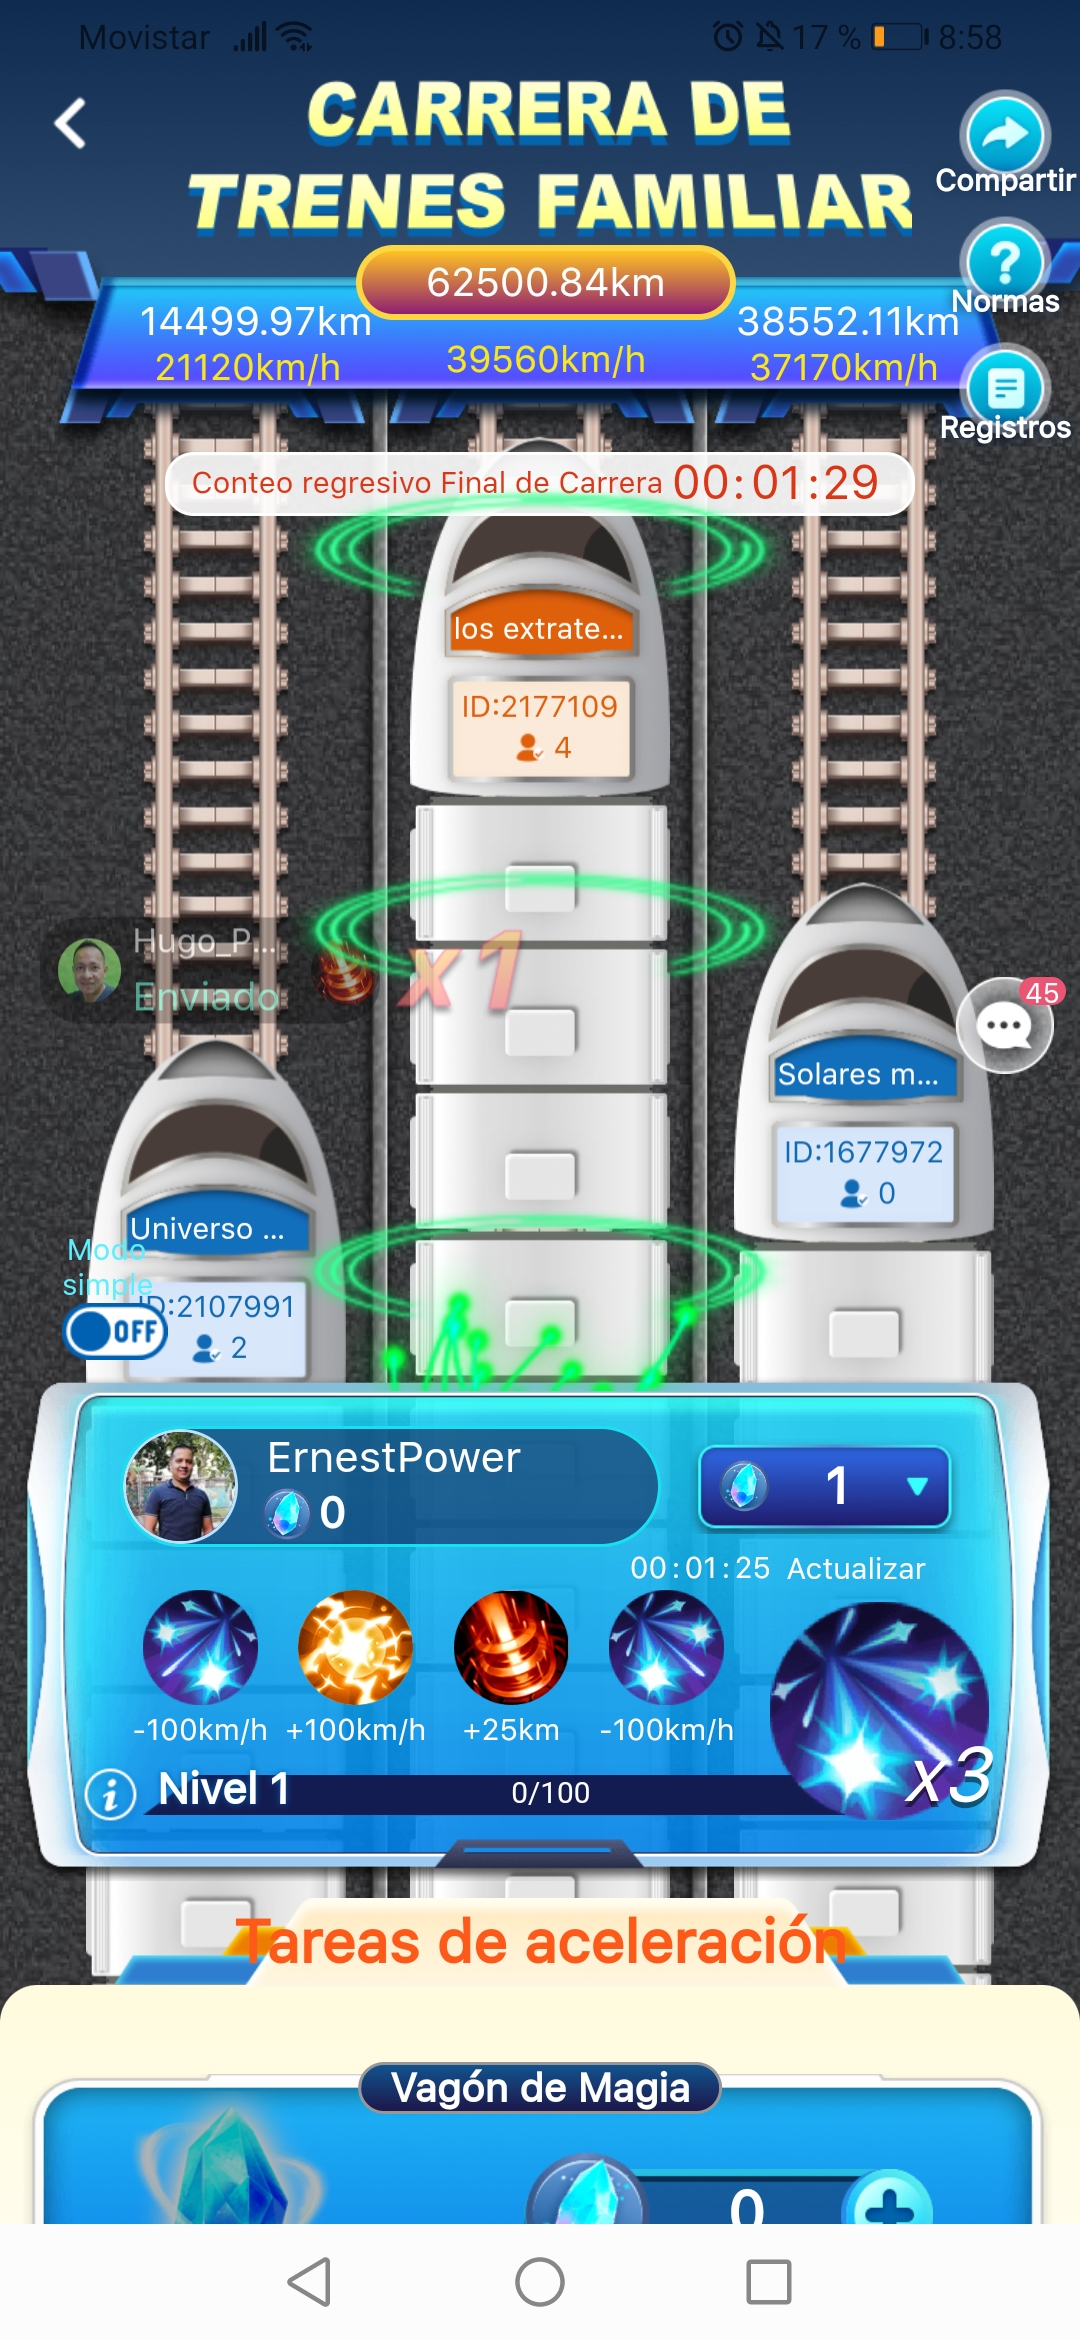 Movistar 17 % 8:58
CARRERA DE
TRENES FAMILIAR
Compartir
Normas
Registros
62500.84km
14499.97km
38552.11km
21120km/h
39560km/h
37170km/h
Conteo regresivo Final de Carrera 00:01:29
los extrate...
ID:2177109
4
Hugo_P...
Enviado
x1
45
Solares m...
ID:1677972
0
Universo ...
ID:2107991
2
Modo
simple
OFF
ErnestPower
0
1
00:01:25 Actualizar
-100km/h +100km/h +25km -100km/h
x3
Nivel 1 0/100
Tareas de aceleración
Vagón de Magia
0